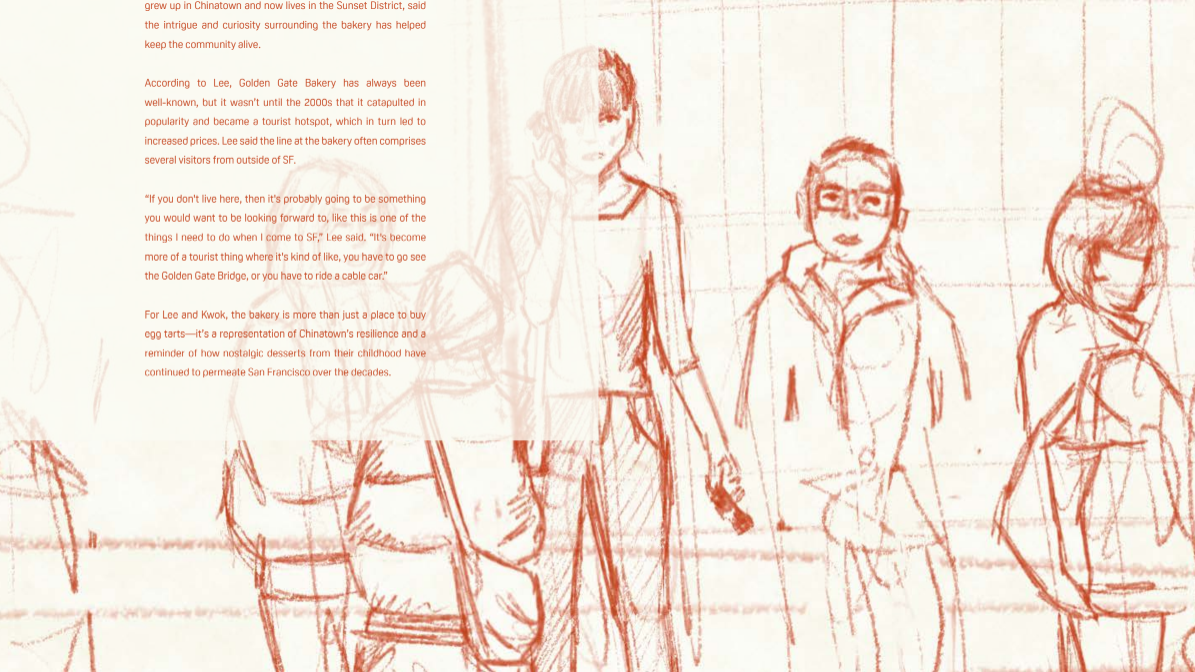 grew up in Chinatown and now lives in the Sunset District, said
the intrigue and curiosity surrounding the bakery has helped
keep the community alive.
According to Lee, Golden Gate Bakery has always been
well-known, but it wasn't until the 2000s that it catapulted in
popularity and became a tourist hotspot, which in turn led to
increased prices. Lee said the line at the bakery often comprises
several visitors from outside of SF.
“If you don't live here, then it's probably going to be something
you would want to be looking forward to, like this is one of the
things I need to do when I come to SF,” Lee said. “It's become
more of a tourist thing where it's kind of like, you have to go see
the Golden Gate Bridge, or you have to ride a cable car.”
For Lee and Kwok, the bakery is more than just a place to buy
egg tarts—it's a representation of Chinatown's resilience and a
reminder of how nostalgic desserts from their childhood have
continued to permeate San Francisco over the decades.